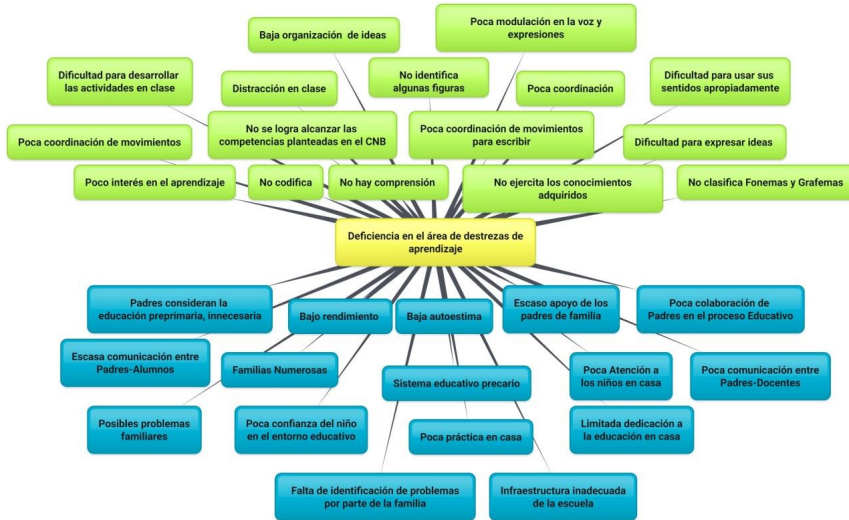 Baja organización de ideas
Poca modulación en la voz y
expresiones
Dificultad para desarrollar
las actividades en clase
Distracción en clase
No identifica
algunas figuras
Poca coordinación
Dificultad para usar sus
sentidos apropiadamente
Poca coordinación de movimientos
No se logra alcanzar las
competencias planteadas en el CNB
Poca coordinación de movimientos
para escribir
Dificultad para expresar ideas
Poco interés en el aprendizaje
No codifica
No hay comprensión
No ejercita los conocimientos
adquiridos
No clasifica Fonemas y Grafemas
Deficiencia en el área de destrezas de
aprendizaje
Padres consideran la
educación preprimaria, innecesaria
Bajo rendimiento
Baja autoestima
Escaso apoyo de los
padres de familia
Poca colaboración de
Padres en el proceso Educativo
Escasa comunicación entre
Padres-Alumnos
Familias Numerosas
Sistema educativo precario
Poca Atención a
los niños en casa
Poca comunicación entre
Padres-Docentes
Posibles problemas
familiares
Poca confianza del niño
en el entorno educativo
Poca práctica en casa
Limitada dedicación a
la educación en casa
Falta de identificación de problemas
por parte de la familia
Infraestructura inadecuada
de la escuela